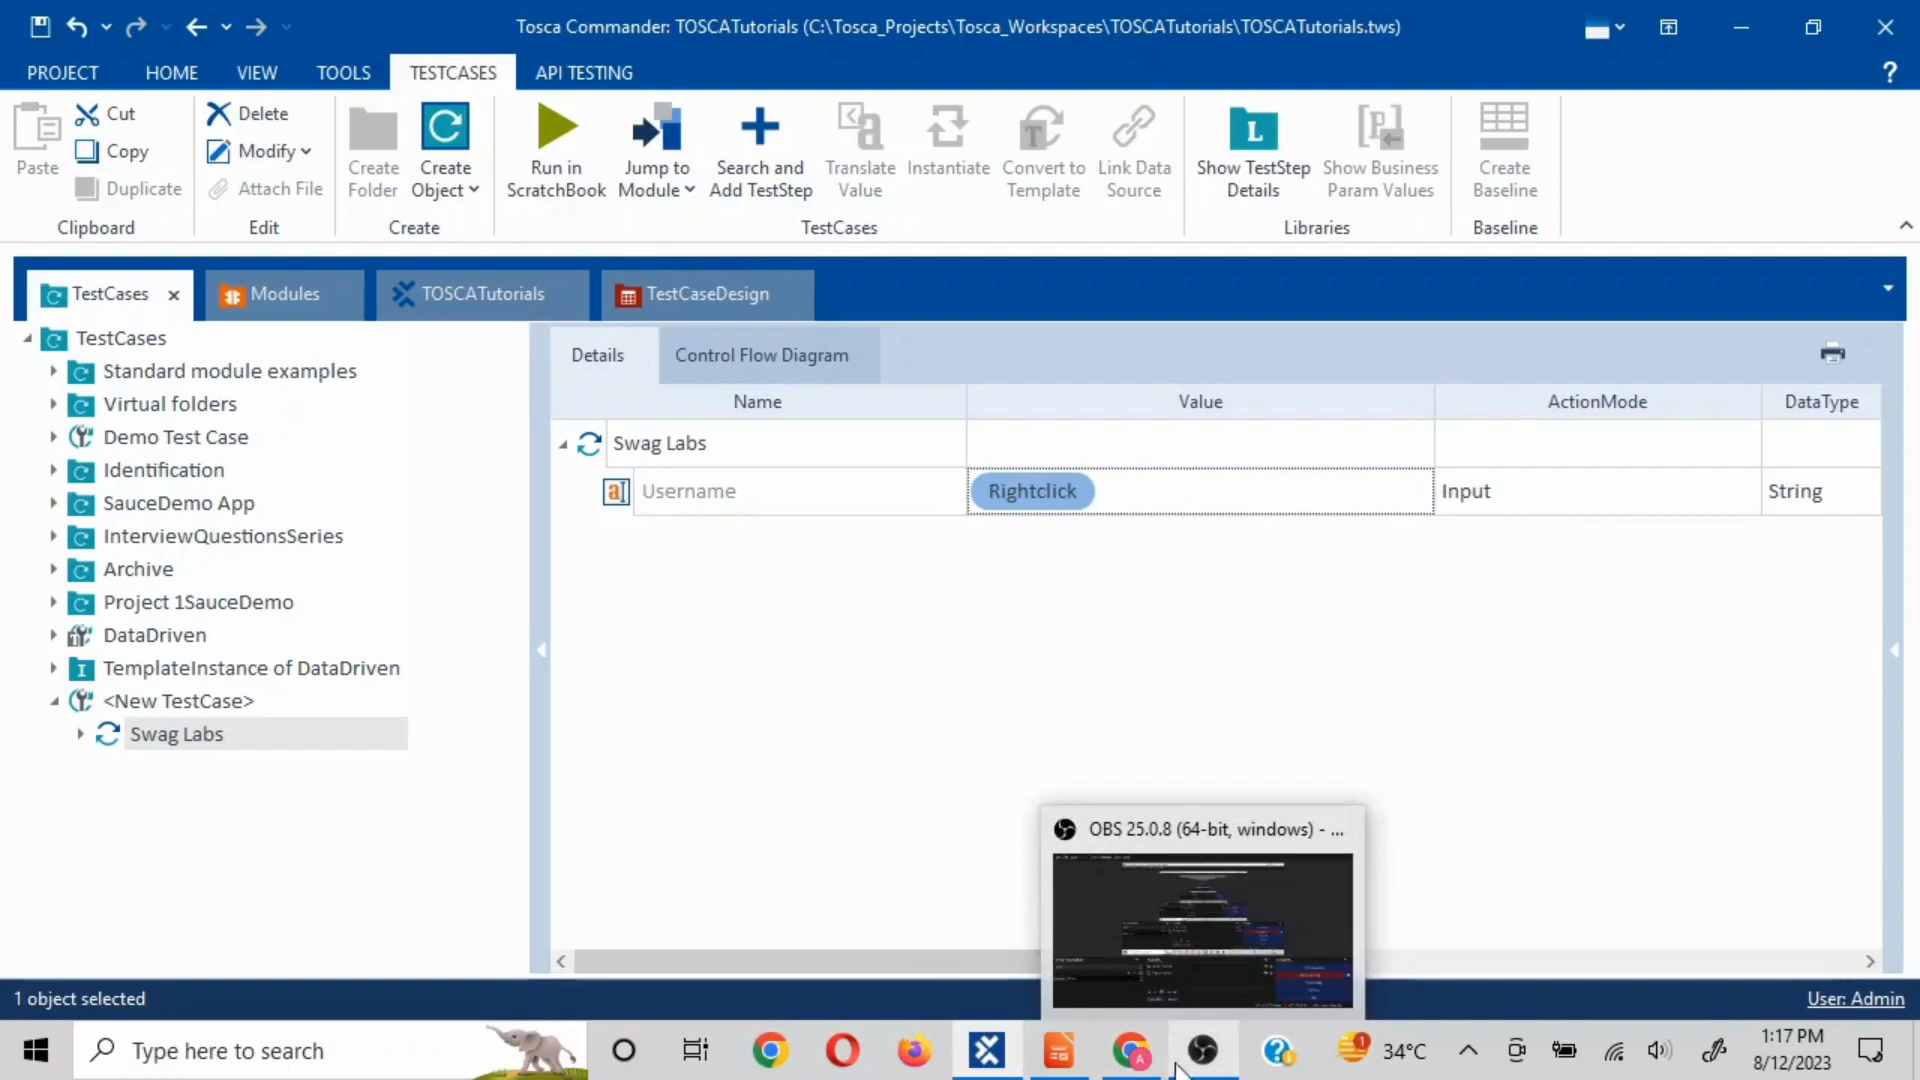 Tosca Commander: TOSCATutorials (C:\Tosca_Projects\Tosca_Workspaces\TOSCATutorials\TOSCATutorials.tws)
PROJECT HOME VIEW TOOLS TESTCASES API TESTING ?
Paste
Cut
Copy
Duplicate
Clipboard
Delete
Modify
Attach File
Edit
Create Folder
Create Object
Create
Run in ScratchBook
Jump to Module
Search and Add TestStep
Translate Value
Instantiate
Convert to Template
Link Data Source
TestCases
Show TestStep Details
Show Business Param Values
Libraries
Create Baseline
Baseline
TestCases x Modules TOSCATutorials TestCaseDesign
TestCases
Standard module examples
Virtual folders
Demo Test Case
Identification
SauceDemo App
InterviewQuestionsSeries
Archive
Project 1SauceDemo
DataDriven
TemplateInstance of DataDriven
<New TestCase>
Swag Labs
Details Control Flow Diagram
Name Value ActionMode DataType
Swag Labs
Username Rightclick Input String
OBS 25.0.8 (64-bit, windows) - ...
1 object selected User: Admin
Type here to search
34°C
1:17 PM
8/12/2023